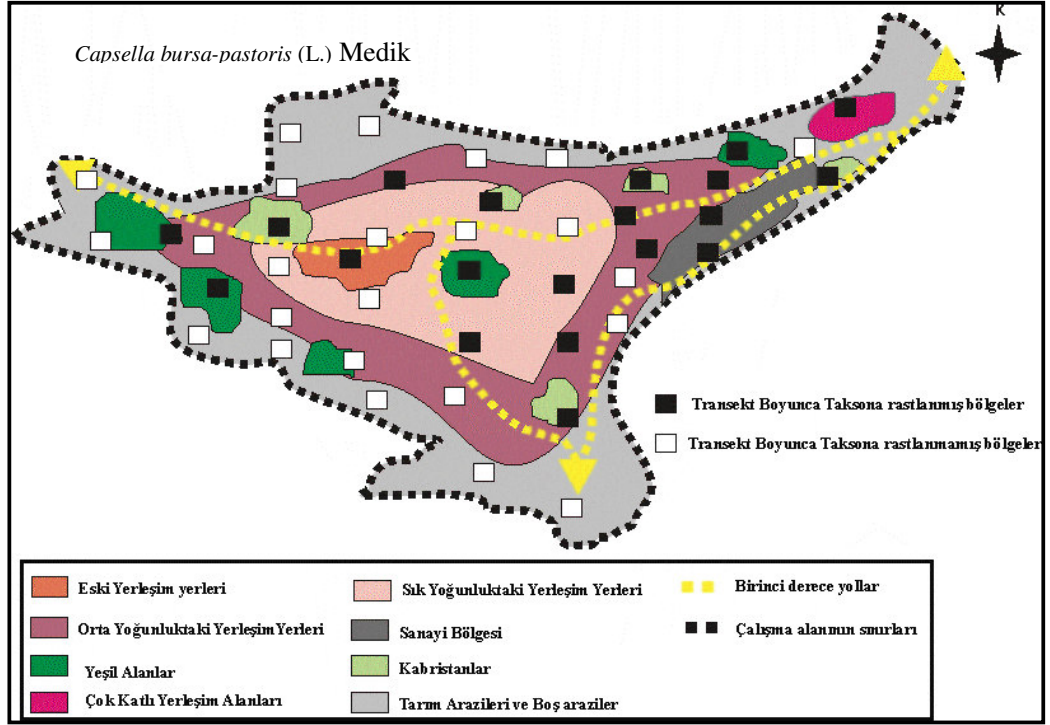 K
Capsella bursa-pastoris (L.) Medik
Transekt Boyunca Taksona rastlanmış bölgeler
Transekt Boyunca Taksona rastlanmamış bölgeler
Eski Yerleşim yerleri
Sık Yoğunluktaki Yerleşim Yerleri
Birinci derece yollar
Orta Yoğunluktaki Yerleşim Yerleri
Sanayi Bölgesi
Çalışma alanının sınırları
Yeşil Alanlar
Kabristanlar
Çok Katlı Yerleşim Alanları
Tarım Arazileri ve Boş araziler